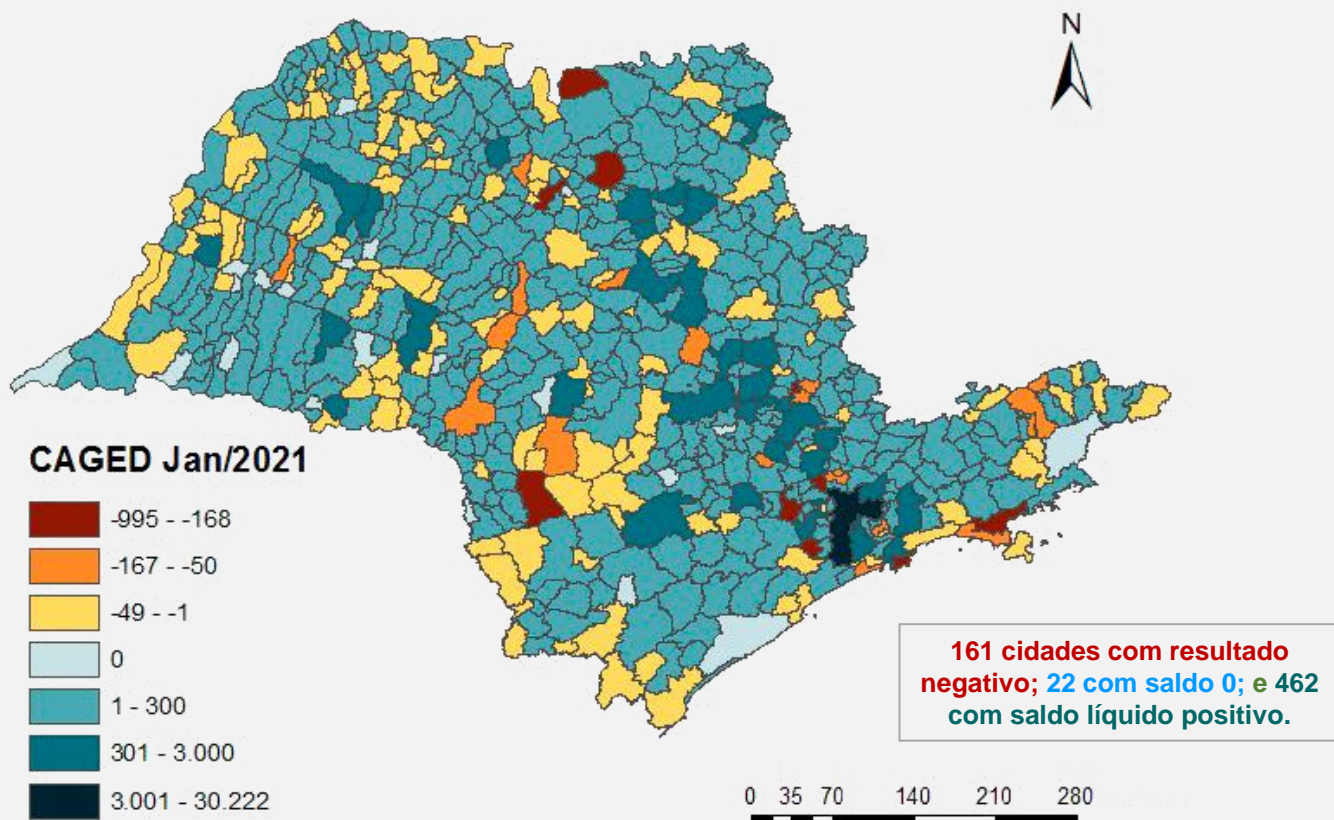 N
CAGED Jan/2021
-995 - -168
-167 - -50
-49 - -1
0
1 - 300
301 - 3.000
3.001 - 30.222
161 cidades com resultado
negativo; 22 com saldo 0; e 462
com saldo líquido positivo.
0 35 70 140 210 280